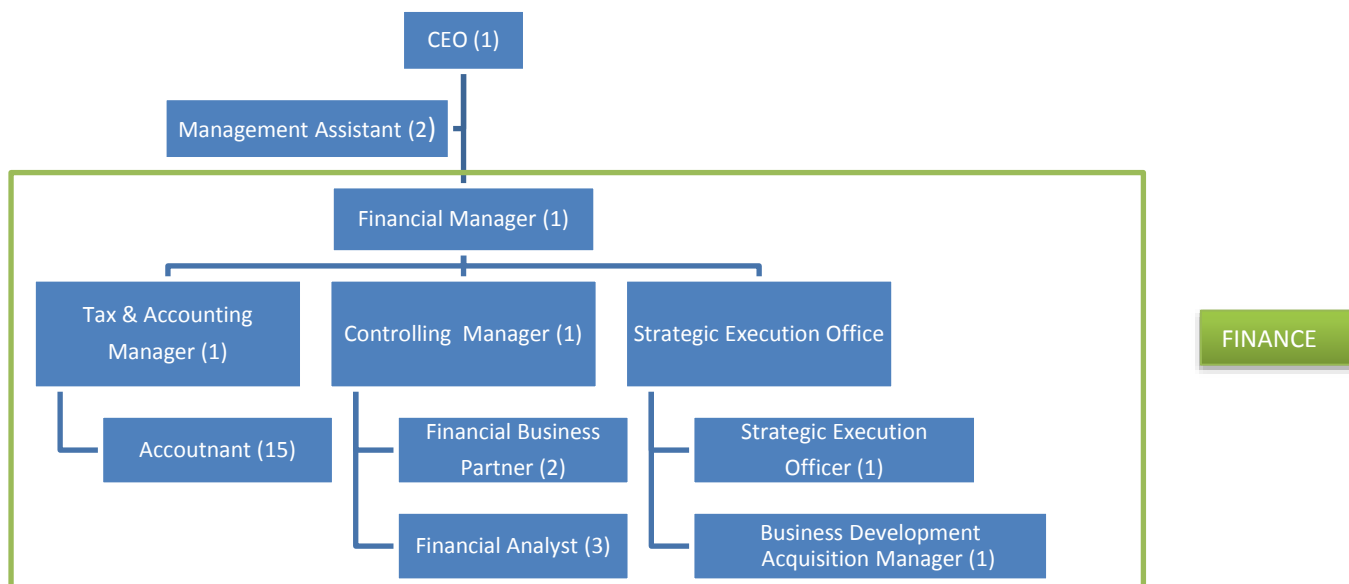 CEO (1)
Management Assistant (2)
Financial Manager (1)
Tax & Accounting
Manager (1)
Controlling Manager (1)
Strategic Execution Office
FINANCE
Accoutnant (15)
Financial Business
Partner (2)
Strategic Execution
Officer (1)
Financial Analyst (3)
Business Development
Acquisition Manager (1)